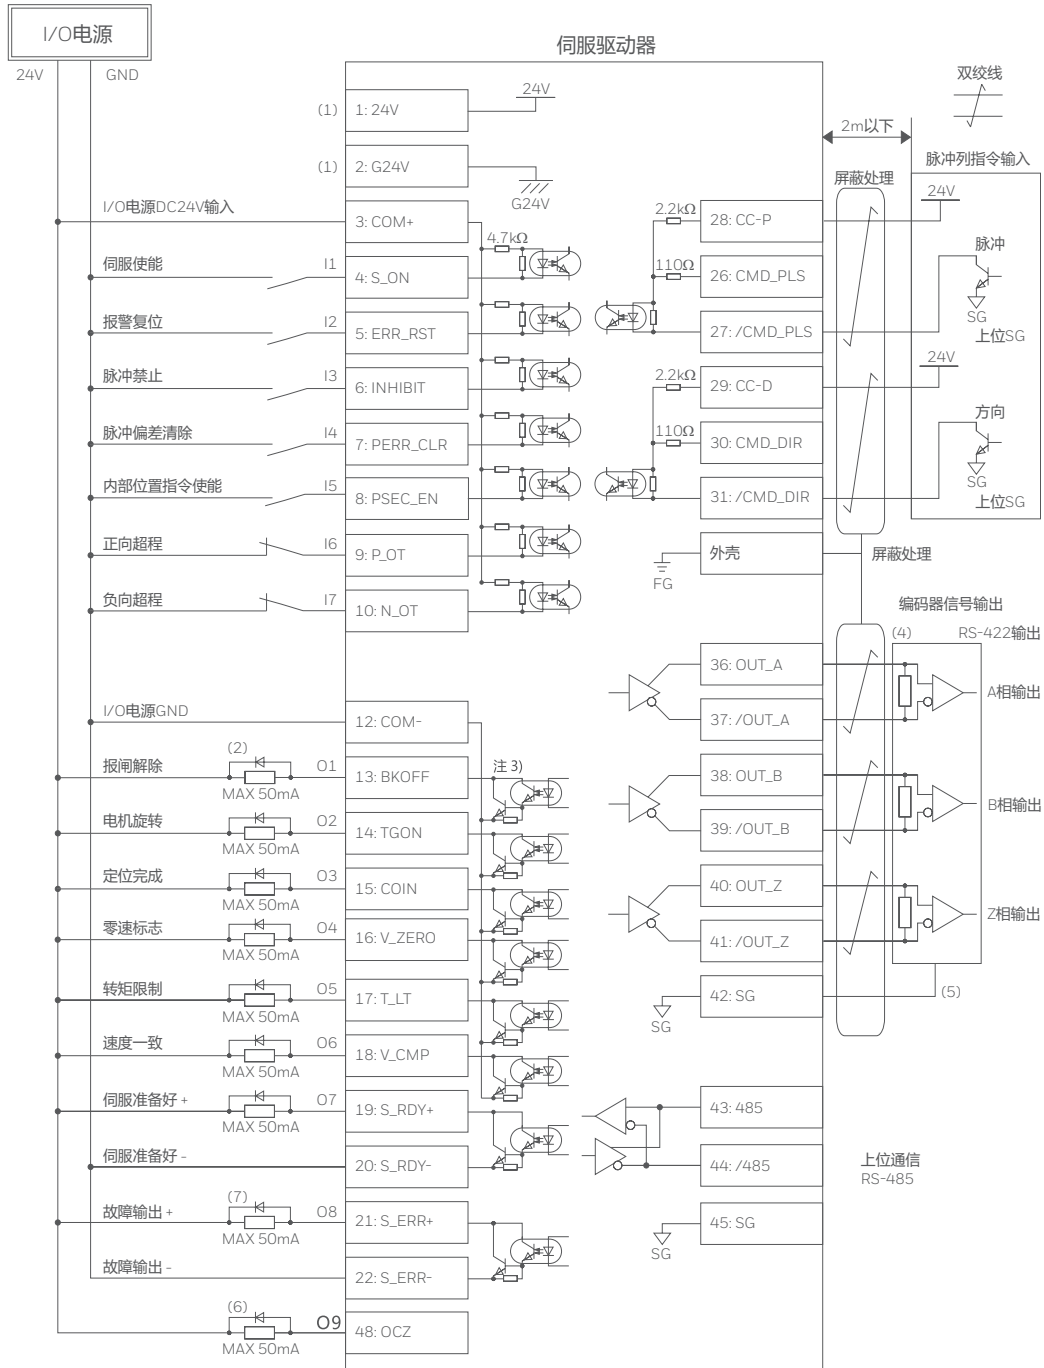 I/O电源
24V
GND
伺服驱动器
双绞线
2m以下
脉冲列指令输入
屏蔽处理
(1)
1: 24V
24V
(1)
2: G24V
G24V
I/O电源DC24V输入
3: COM+
4.7kΩ
伺服使能
I1
4: S_ON
报警复位
I2
5: ERR_RST
脉冲禁止
I3
6: INHIBIT
脉冲偏差清除
I4
7: PERR_CLR
内部位置指令使能
I5
8: PSEC_EN
正向超程
I6
9: P_OT
负向超程
I7
10: N_OT
2.2kΩ
28: CC-P
24V
110Ω
26: CMD_PLS
脉冲
27: /CMD_PLS
SG
上位SG
2.2kΩ
29: CC-D
24V
110Ω
30: CMD_DIR
方向
31: /CMD_DIR
SG
上位SG
外壳
FG
屏蔽处理
编码器信号输出
(4)
RS-422输出
36: OUT_A
37: /OUT_A
A相输出
38: OUT_B
39: /OUT_B
B相输出
40: OUT_Z
41: /OUT_Z
Z相输出
42: SG
SG
(5)
I/O电源GND
12: COM-
注 3)
报闸解除
(2)
MAX 50mA
O1
13: BKOFF
电机旋转
MAX 50mA
O2
14: TGON
定位完成
MAX 50mA
O3
15: COIN
零速标志
MAX 50mA
O4
16: V_ZERO
转矩限制
MAX 50mA
O5
17: T_LT
速度一致
MAX 50mA
O6
18: V_CMP
伺服准备好 +
MAX 50mA
O7
19: S_RDY+
伺服准备好 -
20: S_RDY-
故障输出 +
(7)
MAX 50mA
O8
21: S_ERR+
故障输出 -
22: S_ERR-
(6)
MAX 50mA
O9
48: OCZ
43: 485
44: /485
上位通信
RS-485
45: SG
SG